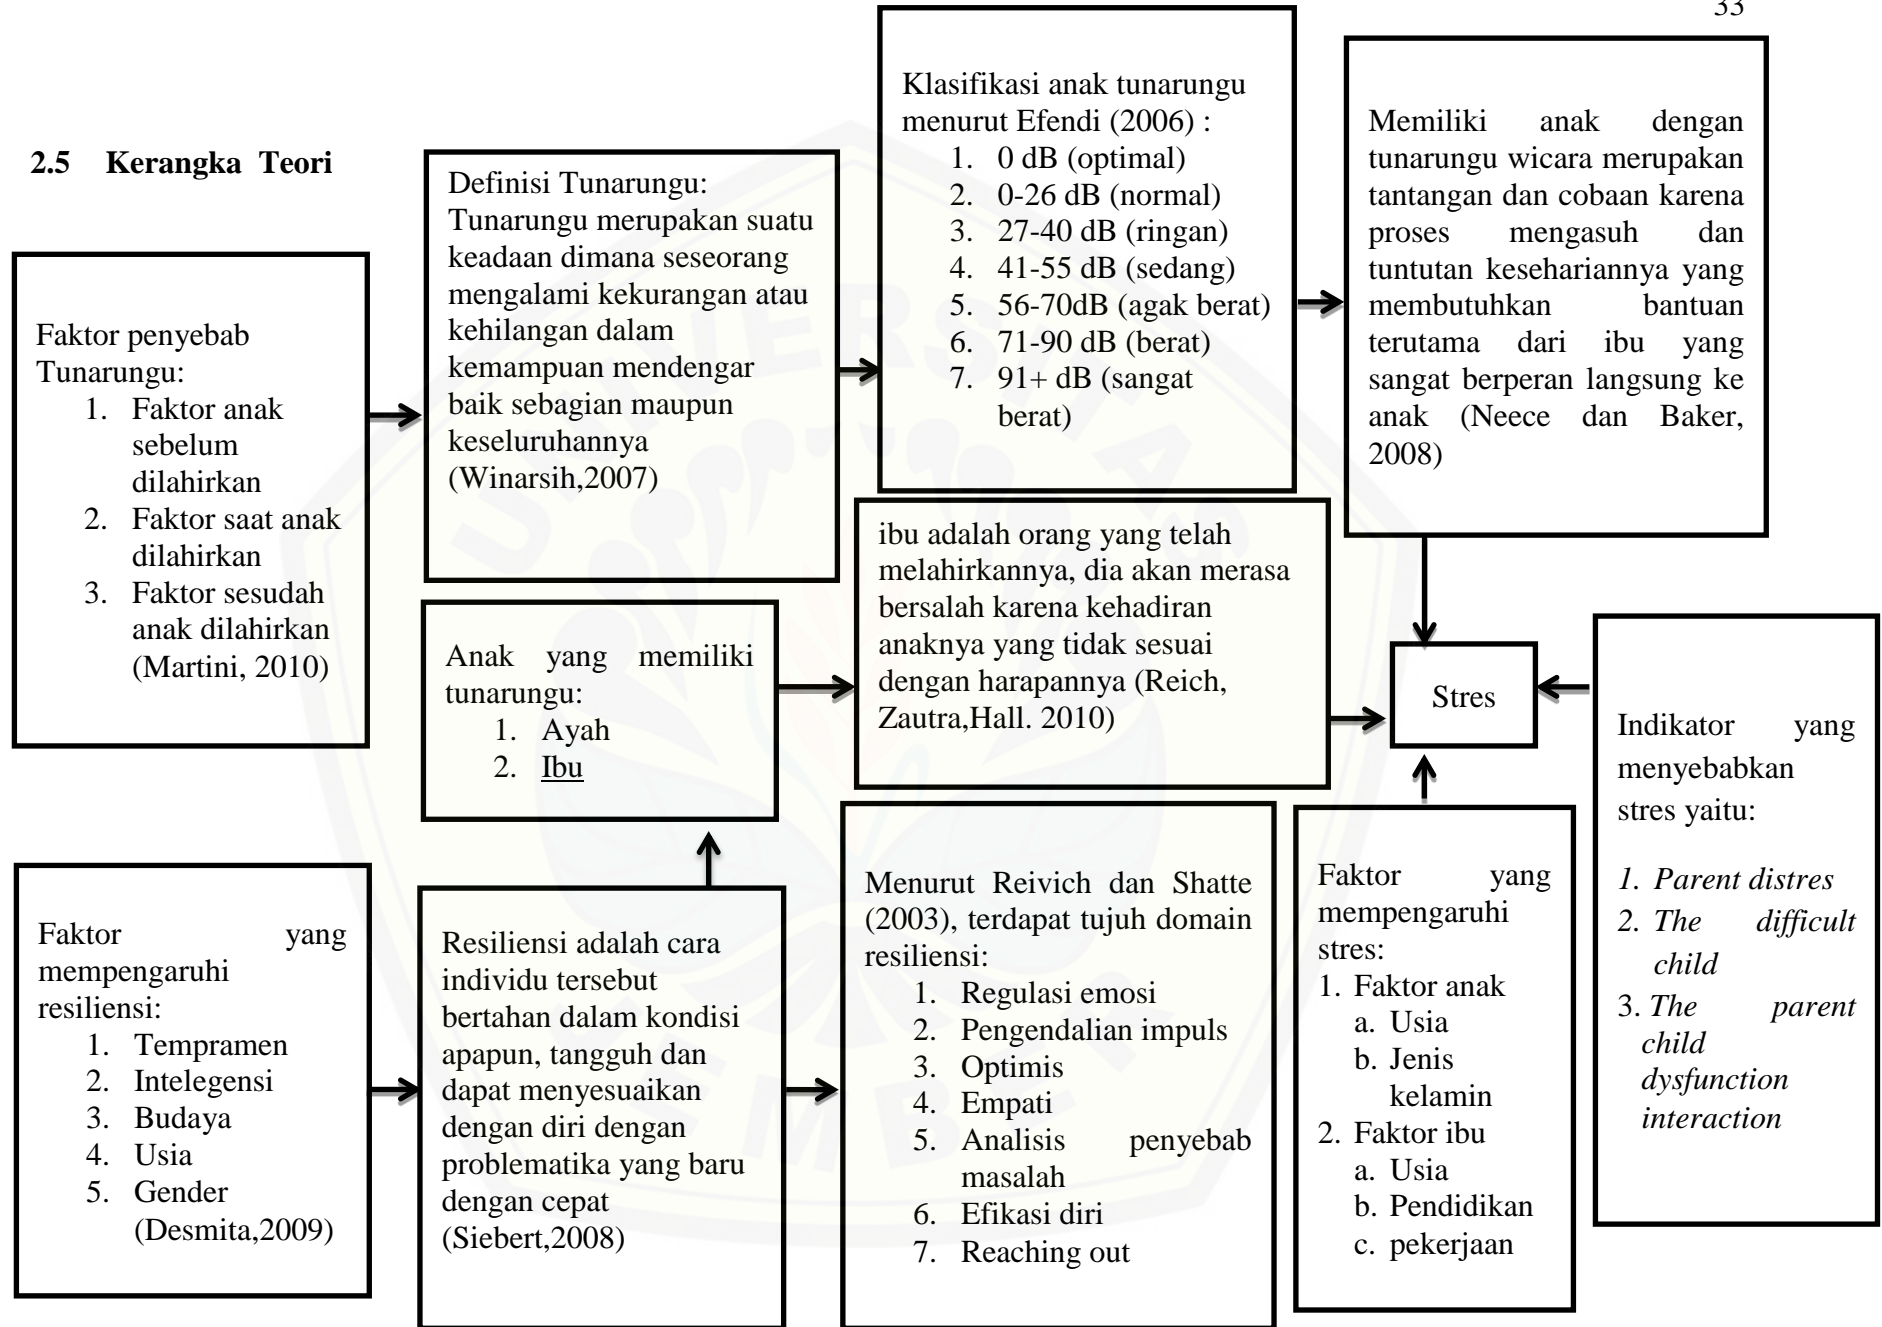 33
2.5 Kerangka Teori
Faktor penyebab
Tunarungu:
1. Faktor anak
sebelum
dilahirkan
2. Faktor saat anak
dilahirkan
3. Faktor sesudah
anak dilahirkan
(Martini, 2010)
Definisi Tunarungu:
Tunarungu merupakan suatu
keadaan dimana seseorang
mengalami kekurangan atau
kehilangan dalam
kemampuan mendengar
baik sebagian maupun
keseluruhannya
(Winarsih,2007)
Klasifikasi anak tunarungu
menurut Efendi (2006) :
1. 0 dB (optimal)
2. 0-26 dB (normal)
3. 27-40 dB (ringan)
4. 41-55 dB (sedang)
5. 56-70dB (agak berat)
6. 71-90 dB (berat)
7. 91+ dB (sangat
berat)
Memiliki anak dengan
tunarungu wicara merupakan
tantangan dan cobaan karena
proses mengasuh dan
tuntutan kesehariannya yang
membutuhkan bantuan
terutama dari ibu yang
sangat berperan langsung ke
anak (Neece dan Baker,
2008)
Anak yang memiliki
tunarungu:
1. Ayah
2. Ibu
ibu adalah orang yang telah
melahirkannya, dia akan merasa
bersalah karena kehadiran
anaknya yang tidak sesuai
dengan harapannya (Reich,
Zautra,Hall. 2010)
Stres
Indikator yang
menyebabkan
stres yaitu:
1. Parent distres
2. The difficult
child
3. The parent
child
dysfunction
interaction
Faktor yang
mempengaruhi
resiliensi:
1. Tempramen
2. Intelegensi
3. Budaya
4. Usia
5. Gender
(Desmita,2009)
Resiliensi adalah cara
individu tersebut
bertahan dalam kondisi
apapun, tangguh dan
dapat menyesuaikan
dengan diri dengan
problematika yang baru
dengan cepat
(Siebert,2008)
Menurut Reivich dan Shatte
(2003), terdapat tujuh domain
resiliensi:
1. Regulasi emosi
2. Pengendalian impuls
3. Optimis
4. Empati
5. Analisis penyebab
masalah
6. Efikasi diri
7. Reaching out
Faktor yang
mempengaruhi
stres:
1. Faktor anak
a. Usia
b. Jenis
kelamin
2. Faktor ibu
a. Usia
b. Pendidikan
c. pekerjaan
UNIVERSITAS
JEMBER